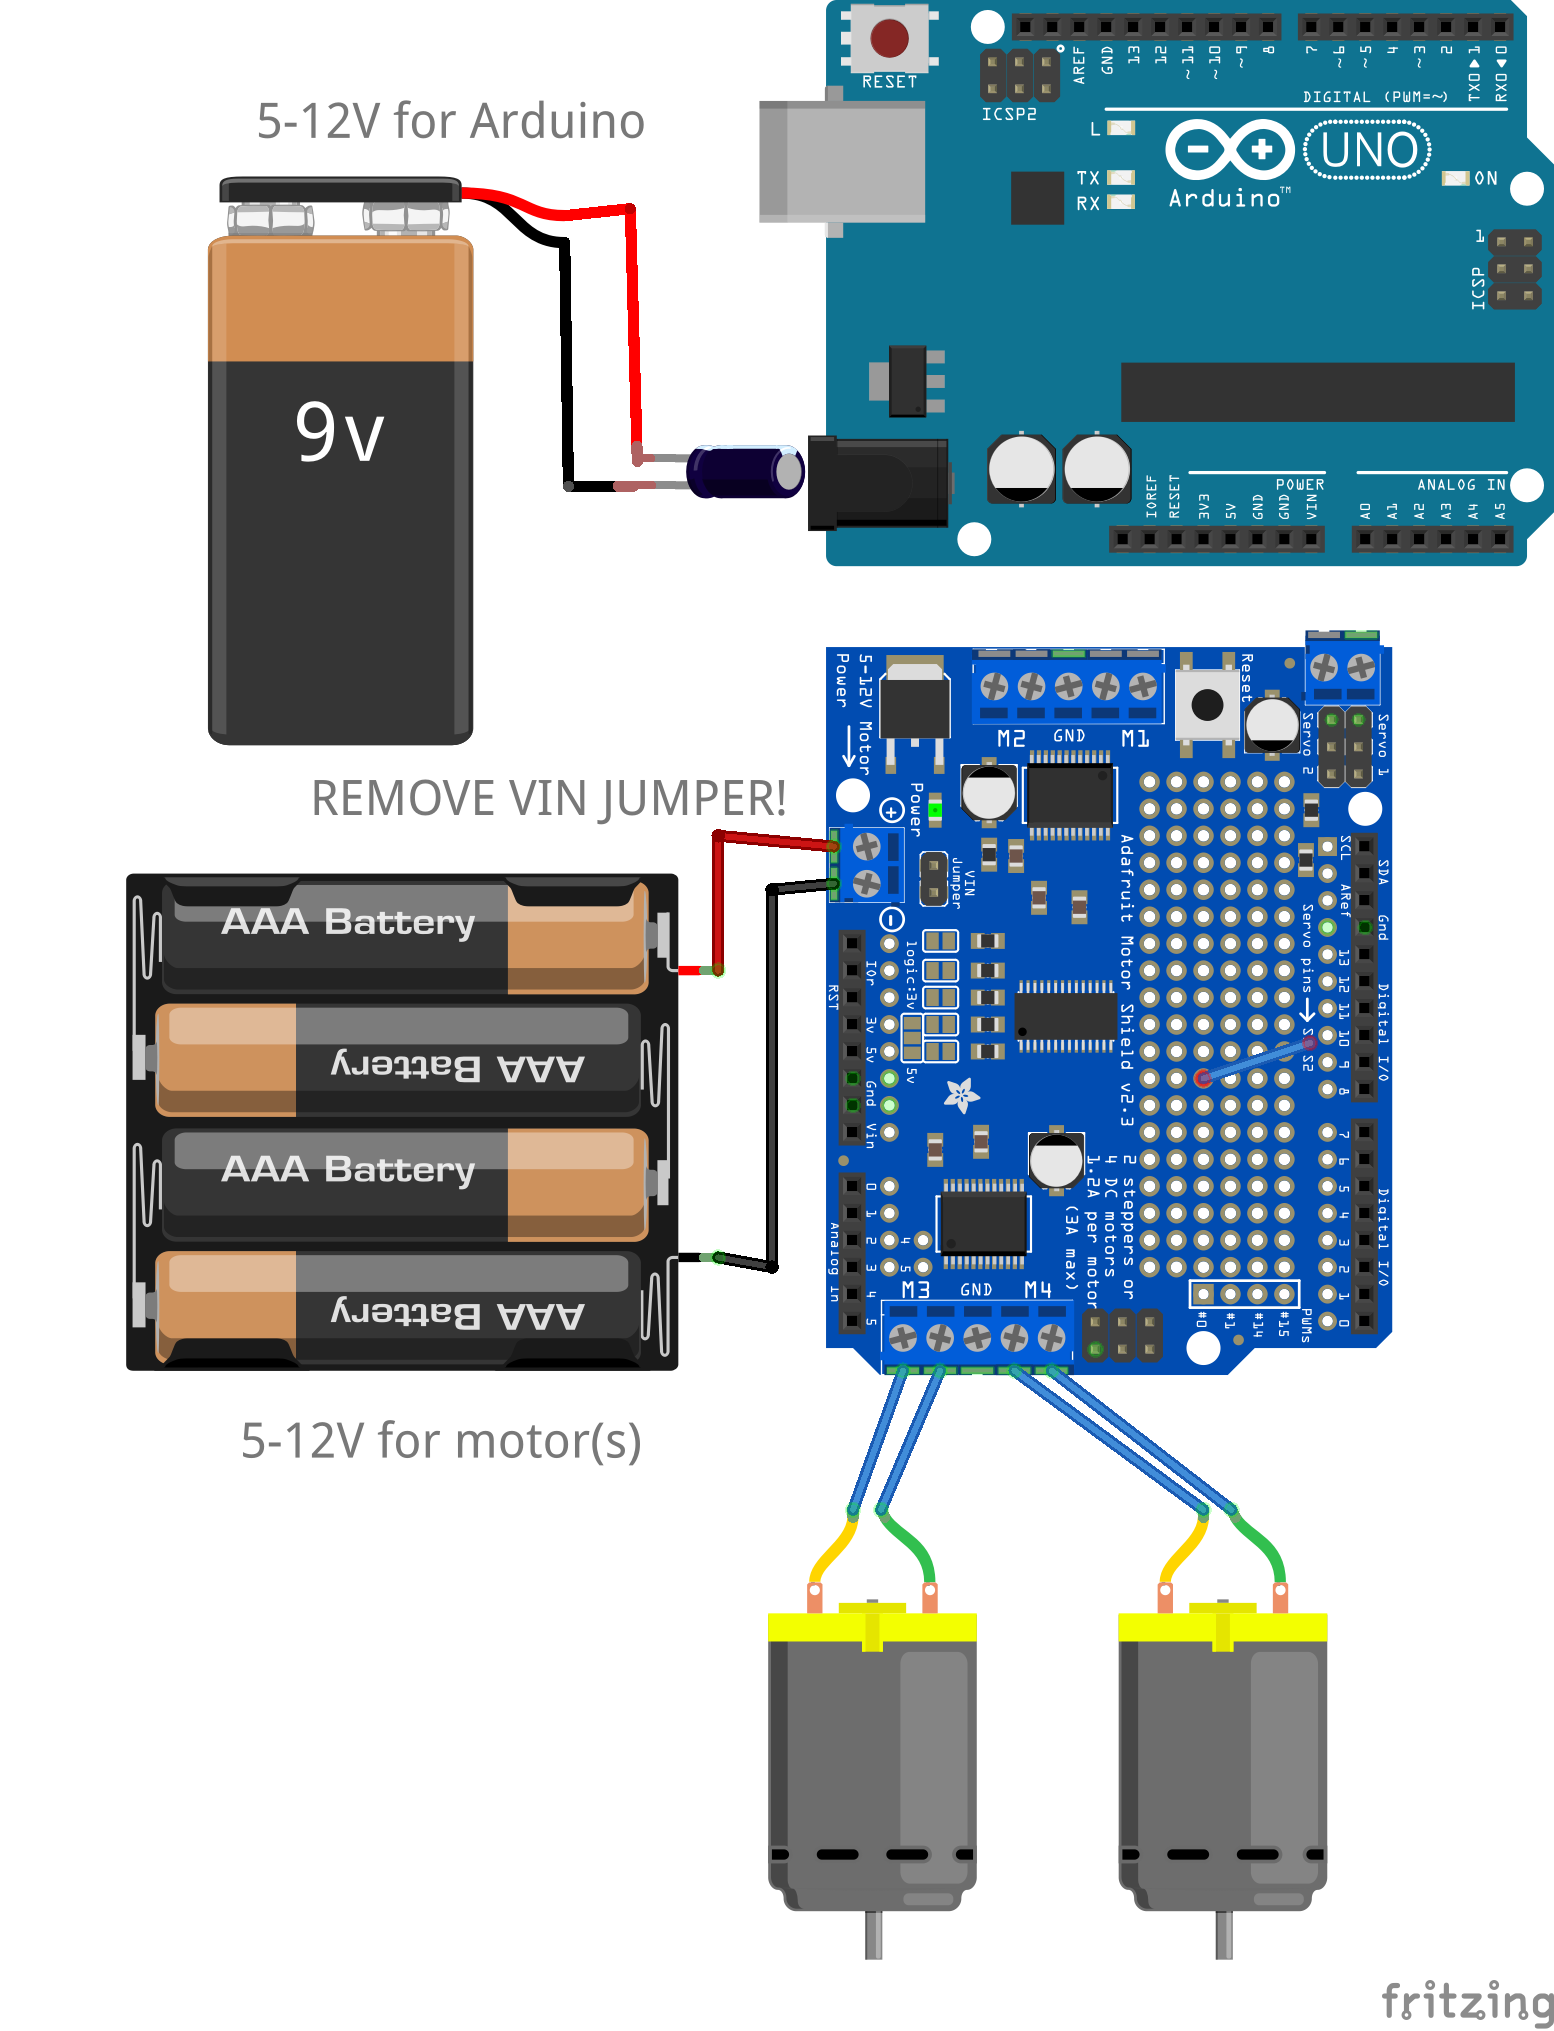 5-12V for Arduino
9v
REMOVE VIN JUMPER!
AAA Battery
AAA Battery
AAA Battery
AAA Battery
5-12V for motor(s)
RESET
ICSP2
AREF
GND
13
12
~11
~10
~9
8
7
~6
~5
4
~3
2
TX0▶1
RX0◀0
DIGITAL (PWM=~)
L
TX
RX
UNO
Arduino™
ON
1
ICSP
IOREF
RESET
3V3
5V
GND
GND
VIN
POWER
A0
A1
A2
A3
A4
A5
ANALOG IN
5-12V Motor
Power
M2 GND M1
Reset
Servo 2
Servo 1
Power
+
-
VIN
Jumper
Adafruit Motor Shield v2.3
SCL
SDA
ARef
Gnd
Servo pins
13
12
11
10
9
8
Digital I/O
IOr
RST
3v
5v
Gnd
Vin
logic:3v
5v
7
6
5
4
3
2
1
0
Digital I/O
0
1
2
3
4
5
Analog in
4
5
2 steppers or
4 DC motors
1.2A per motor
(3A max)
M3 GND M4
#0
#1
#14
#15
PWMs
fritzing